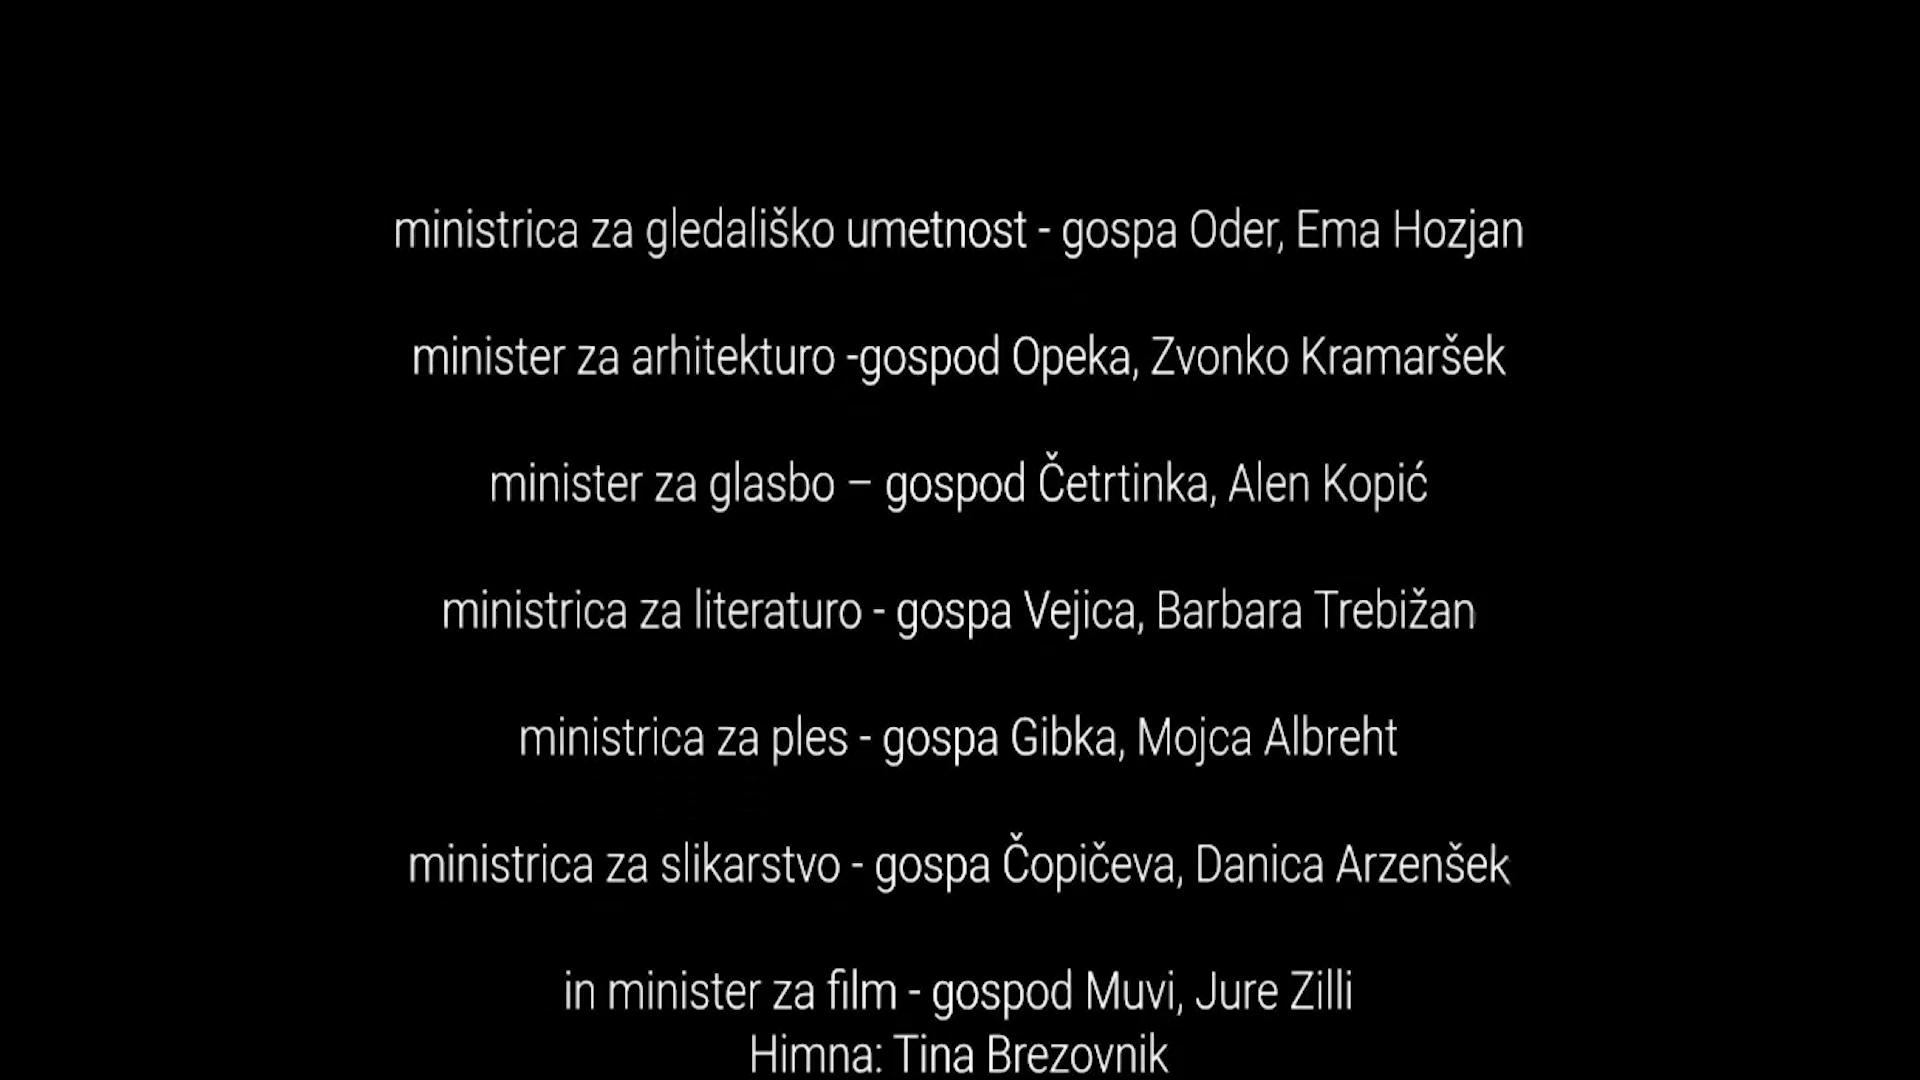 ministrica za gledališko umetnost - gospa Oder, Ema Hozjan
minister za arhitekturo -gospod Opeka, Zvonko Kramaršek
minister za glasbo – gospod Četrtinka, Alen Kopić
ministrica za literaturo - gospa Vejica, Barbara Trebižan
ministrica za ples - gospa Gibka, Mojca Albreht
ministrica za slikarstvo - gospa Čopičeva, Danica Arzenšek
in minister za film - gospod Muvi, Jure Zilli
Himna: Tina Brezovnik